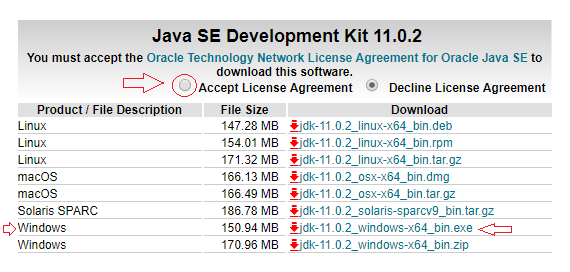 Java SE Development Kit 11.0.2
You must accept the Oracle Technology Network License Agreement for Oracle Java SE to
download this software.
Accept License Agreement Decline License Agreement
Product / File Description File Size Download
Linux 147.28 MB jdk-11.0.2_linux-x64_bin.deb
Linux 154.01 MB jdk-11.0.2_linux-x64_bin.rpm
Linux 171.32 MB jdk-11.0.2_linux-x64_bin.tar.gz
macOS 166.13 MB jdk-11.0.2_osx-x64_bin.dmg
macOS 166.49 MB jdk-11.0.2_osx-x64_bin.tar.gz
Solaris SPARC 186.78 MB jdk-11.0.2_solaris-sparcv9_bin.tar.gz
Windows 150.94 MB jdk-11.0.2_windows-x64_bin.exe
Windows 170.96 MB jdk-11.0.2_windows-x64_bin.zip